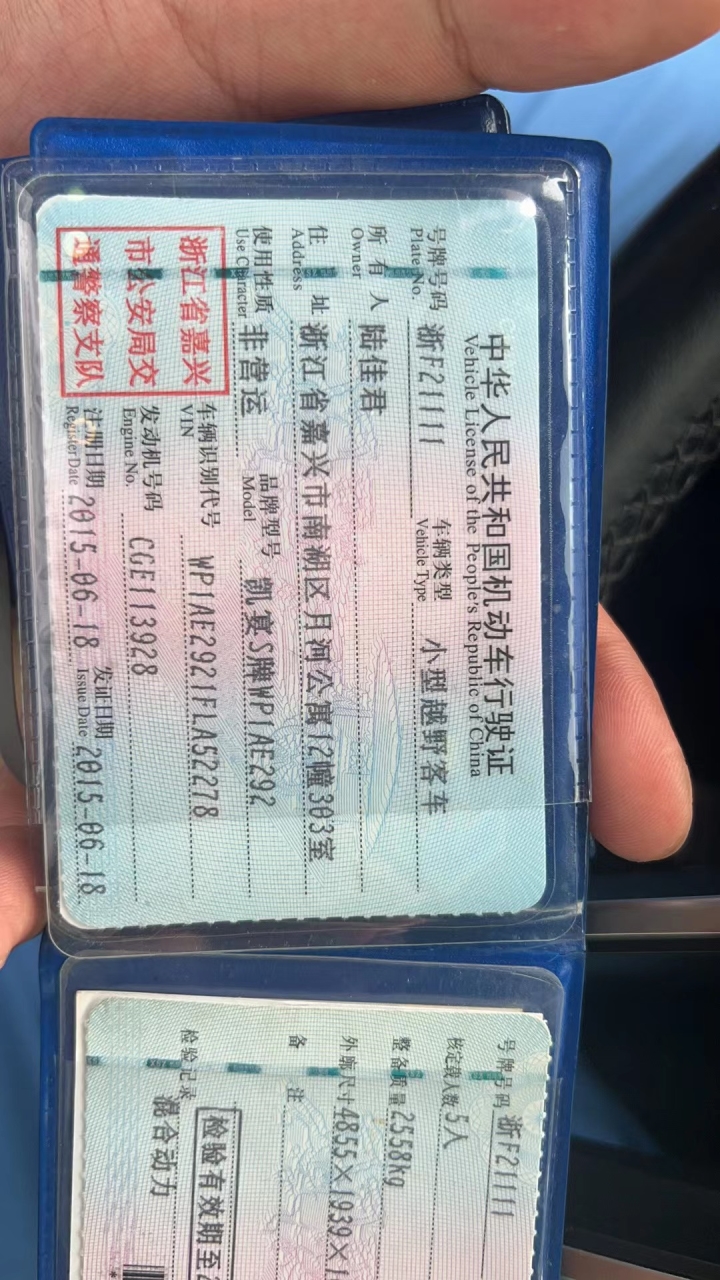 中华人民共和国机动车行驶证
Vehicle License of the People's Republic of China
号牌号码 浙F21111 车辆类型 小型越野客车
Plate No. Vehicle Type
所有人 陆佳君
Owner
住址 浙江省嘉兴市南湖区月河公寓12幢303室
Address
使用性质 非营运 品牌型号 凯宴S牌WP1AE292
Use Character Model
浙江省嘉兴
市公安局交
通警察支队
车辆识别代号 WP1AE2921FLA52278
VIN
发动机号码 CGE113928
Engine No.
注册日期 2015-06-18 发证日期 2015-06-18
Register Date Issue Date
号牌号码 浙F21111
核定载人数 5人
整备质量 2558kg
外廓尺寸 4855×1939×1
备注
检验有效期至2
检验记录
混合动力